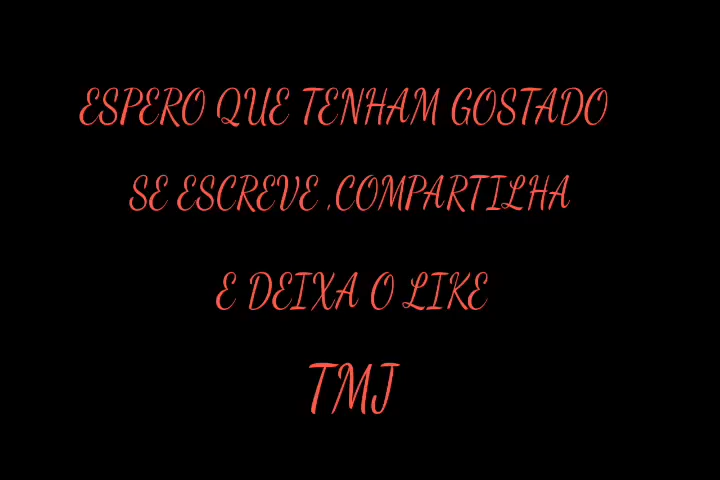 ESPERO QUE TENHAM GOSTADO
SE ESCREVE ,COMPARTILHA
E DEIXA O LIKE
TMJ